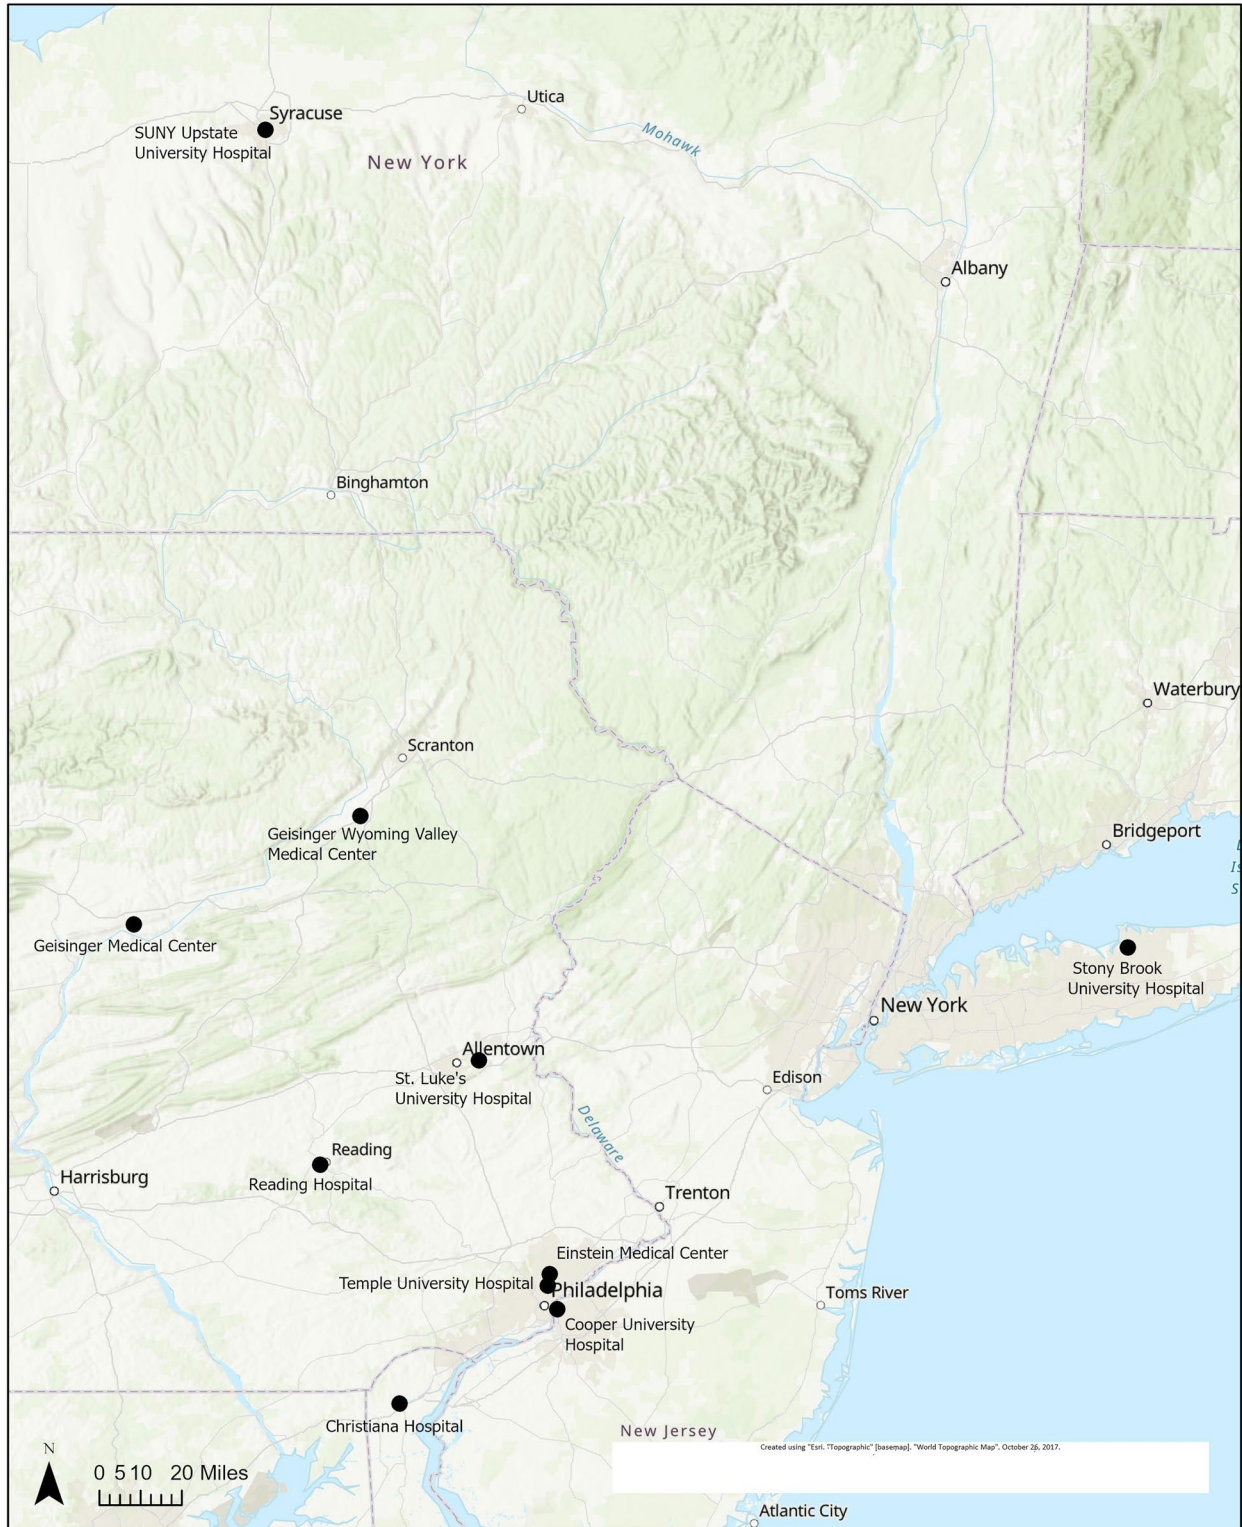 Utica
Syracuse
SUNY Upstate
University Hospital
Mohawk
New York
Albany
Binghamton
Waterbury
Scranton
Geisinger Wyoming Valley
Medical Center
Bridgeport
L
Is
S
Geisinger Medical Center
Stony Brook
University Hospital
New York
Allentown
St. Luke's
University Hospital
Edison
Delaware
Reading
Reading Hospital
Harrisburg
Trenton
Einstein Medical Center
Temple University Hospital
Philadelphia
Toms River
Cooper University
Hospital
Christiana Hospital
New Jersey
Created using "Esri. "Topographic" [basemap]. "World Topographic Map". October 26, 2017.
N
0 5 10 20 Miles
Atlantic City